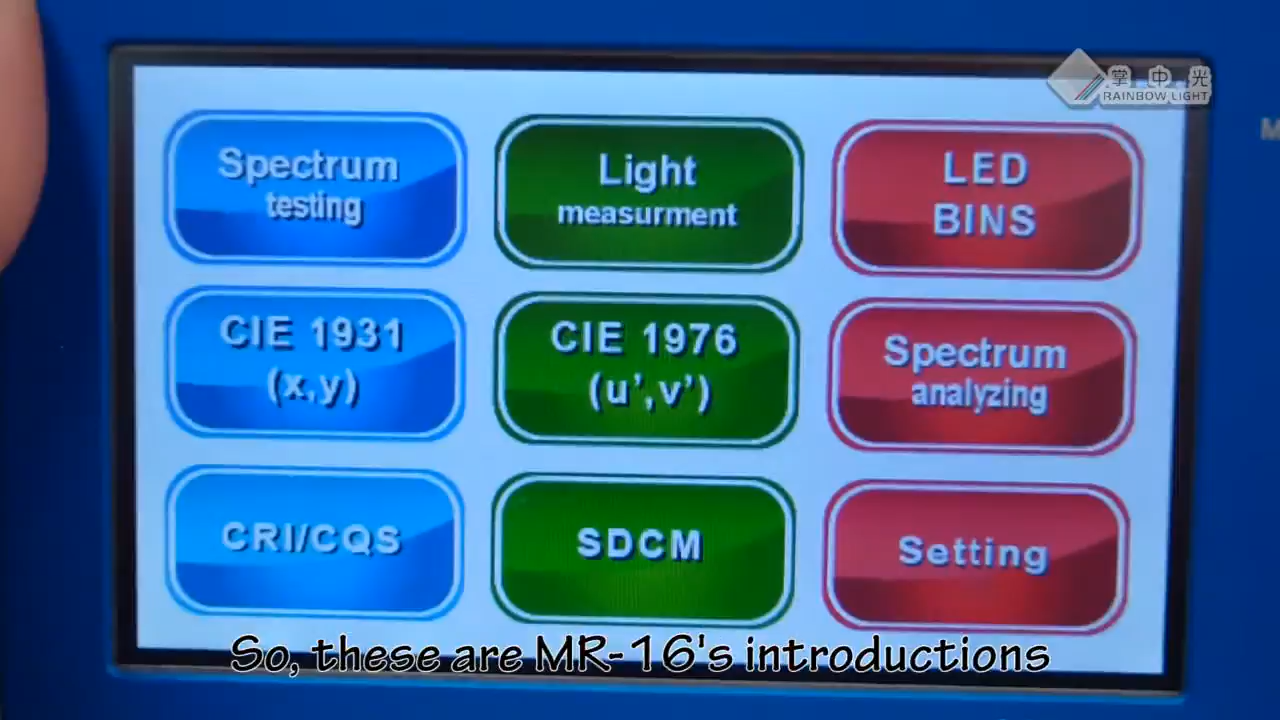 掌中光
RAINBOW LIGHT
M
Spectrum
testing
Light
measurment
LED
BINS
CIE 1931
(x,y)
CIE 1976
(u',v')
Spectrum
analyzing
CRI/CQS
SDCM
Setting
So, these are MR-16's introductions